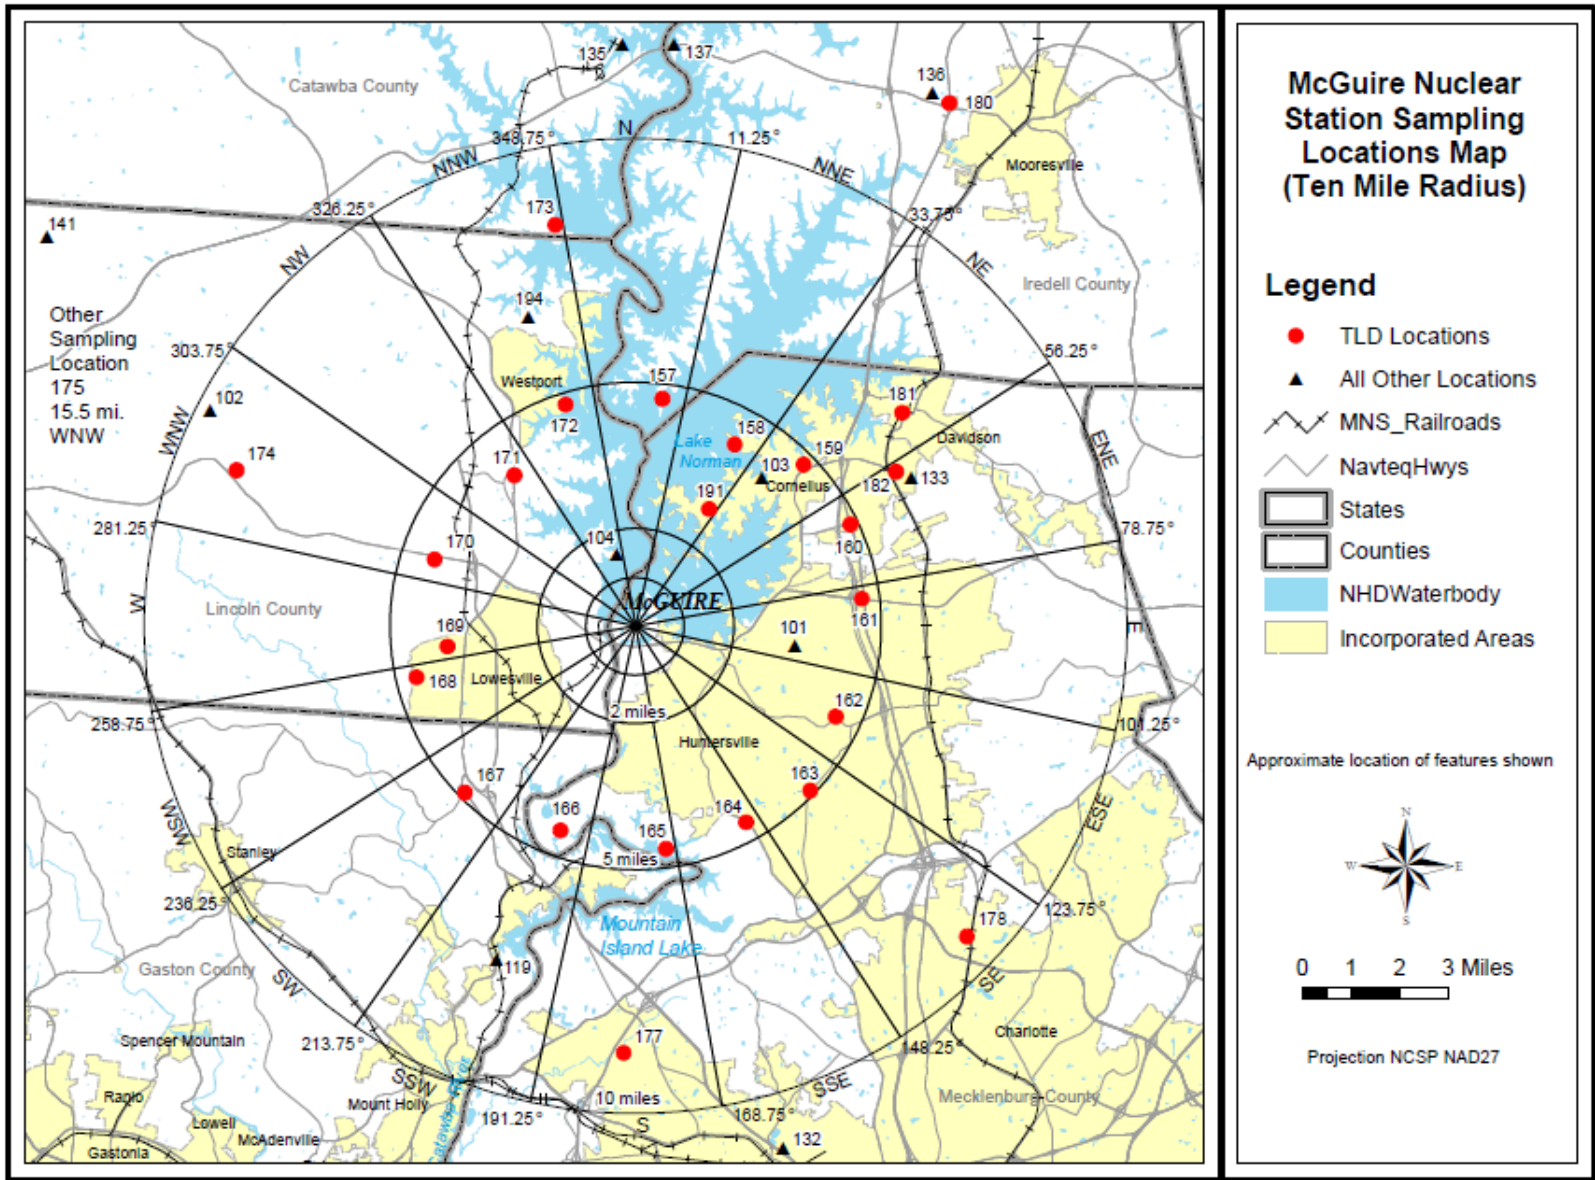 135
137
Catawba County
136
180
N
348.75°
11.25°
NNW
NNE
Mooresville
326.25°
173
33.75°
141
NW
NE
Iredell County
194
Other
Sampling
Location
175
15.5 mi.
WNW
303.75°
56.25°
157
Westport
102
172
181
158
WNW
Lake
Norman
159
Davidson
ENE
174
171
103
Cornelius
182
133
191
281.25°
78.75°
104
160
170
W
Lincoln County
McGUIRE
161
E
169
101
168
Lowesville
2 miles
162
258.75°
101.25°
Huntersville
167
163
WSW
166
164
ESE
165
Stanley
5 miles
236.25°
123.75°
Mountain
Island Lake
178
Gaston County
119
SW
SE
Spencer Mountain
213.75°
177
Charlotte
148.25°
SSW
SSE
Ranlo
Mount Holly
10 miles
Mecklenburg County
191.25°
168.75°
Lowell
S
McAdenville
132
Gastonia
Catawba River
McGuire Nuclear
Station Sampling
Locations Map
(Ten Mile Radius)
Legend
TLD Locations
All Other Locations
MNS_Railroads
NavteqHwys
States
Counties
NHDWaterbody
Incorporated Areas
Approximate location of features shown
N
W
E
S
0 1 2 3 Miles
Projection NCSP NAD27